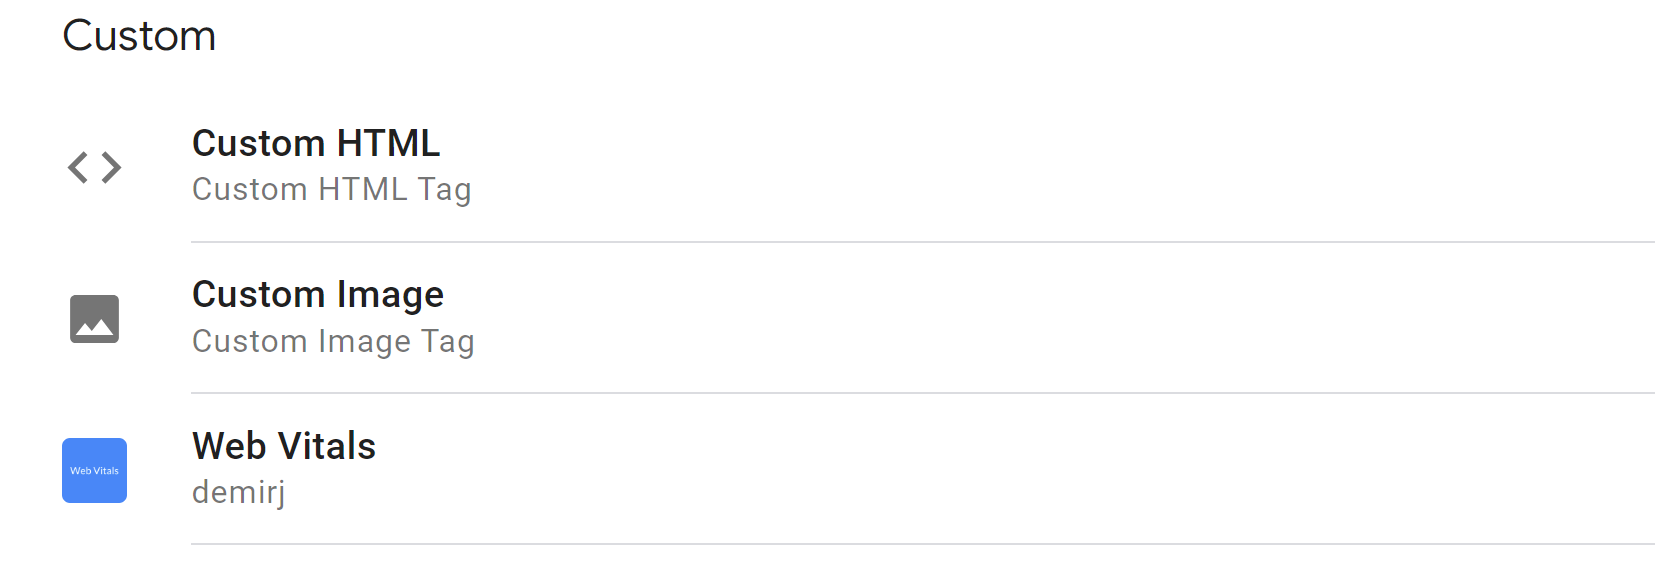 Custom
Custom HTML
Custom HTML Tag
Custom Image
Custom Image Tag
Web Vitals
Web Vitals
demirj